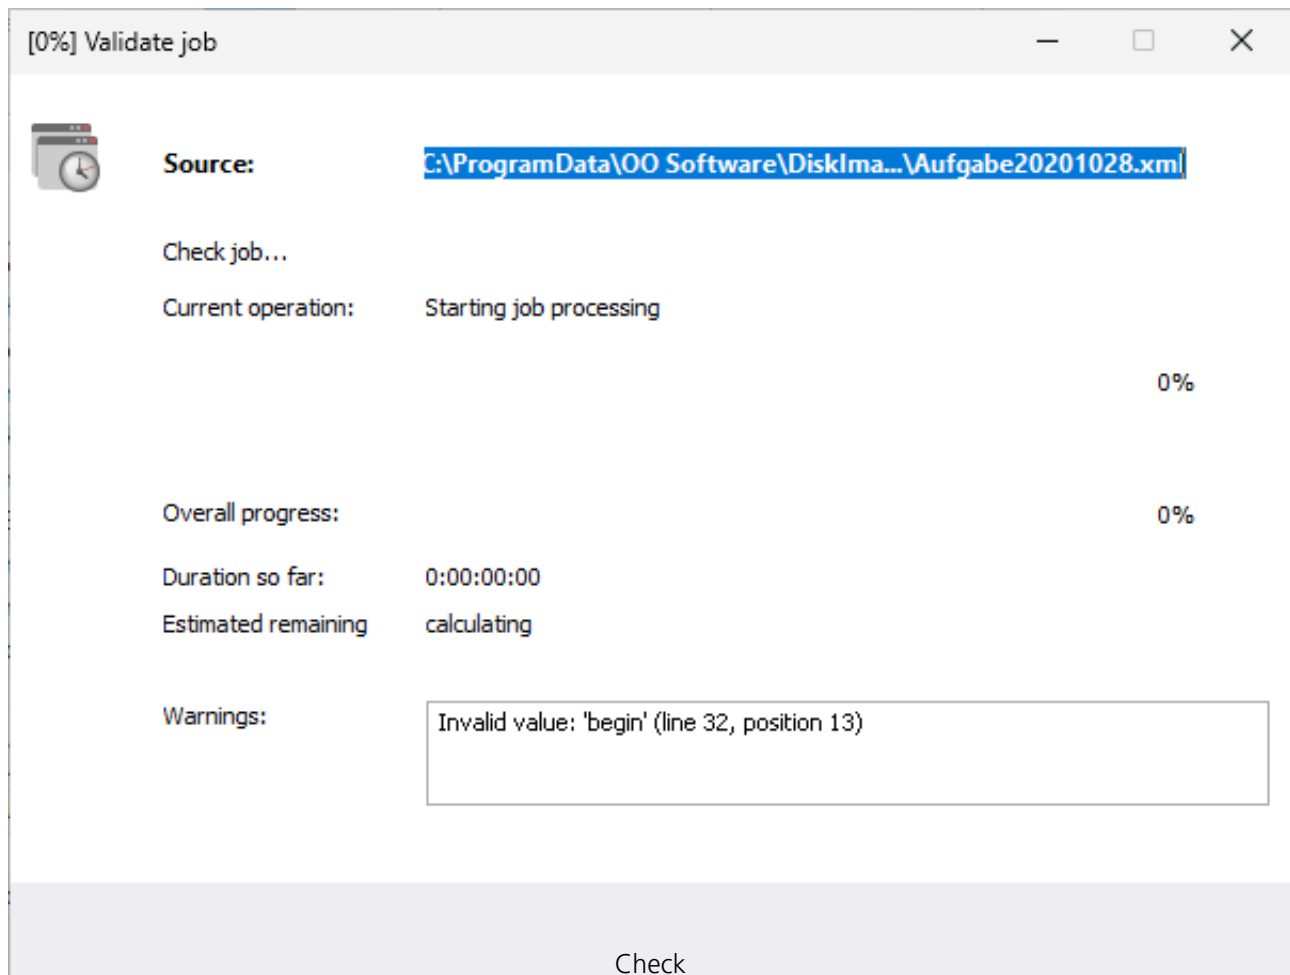 [0%] Validate job
Source: C:\ProgramData\OO Software\DiskIma...\Aufgabe20201028.xml
Check job...
Current operation: Starting job processing
0%
Overall progress: 0%
Duration so far: 0:00:00:00
Estimated remaining calculating
Warnings: Invalid value: 'begin' (line 32, position 13)
Check